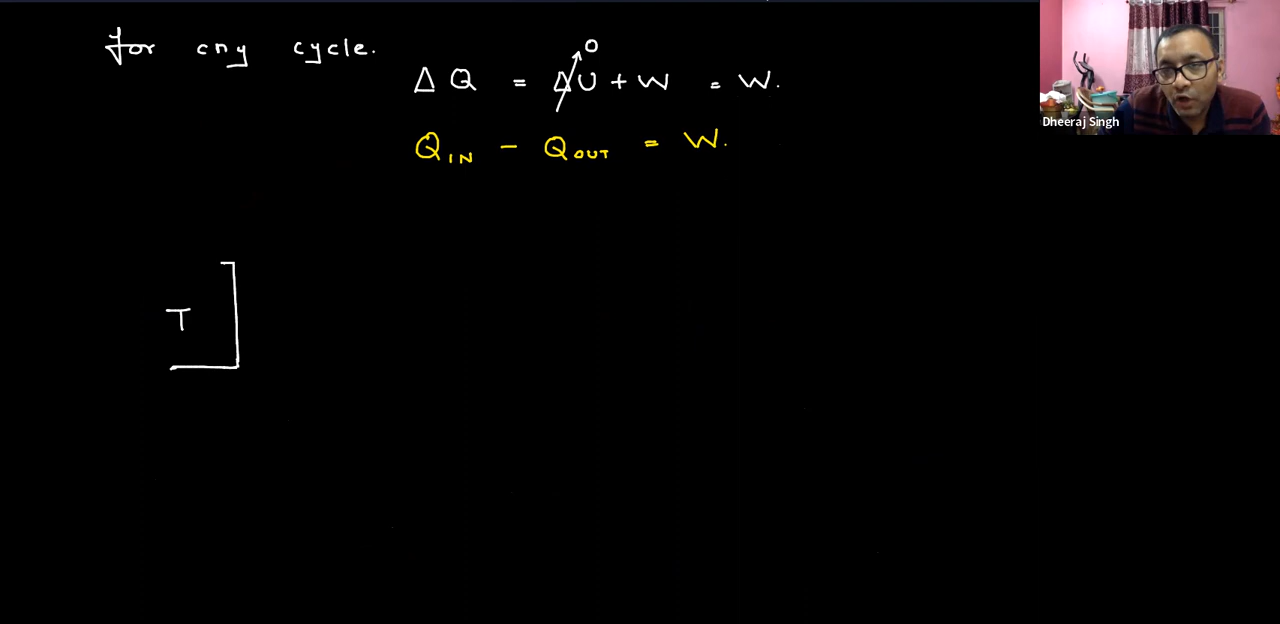 for any cycle.
ΔQ = ΔU↗0 + W = W.
Q_IN - Q_OUT = W.
T
Dheeraj Singh